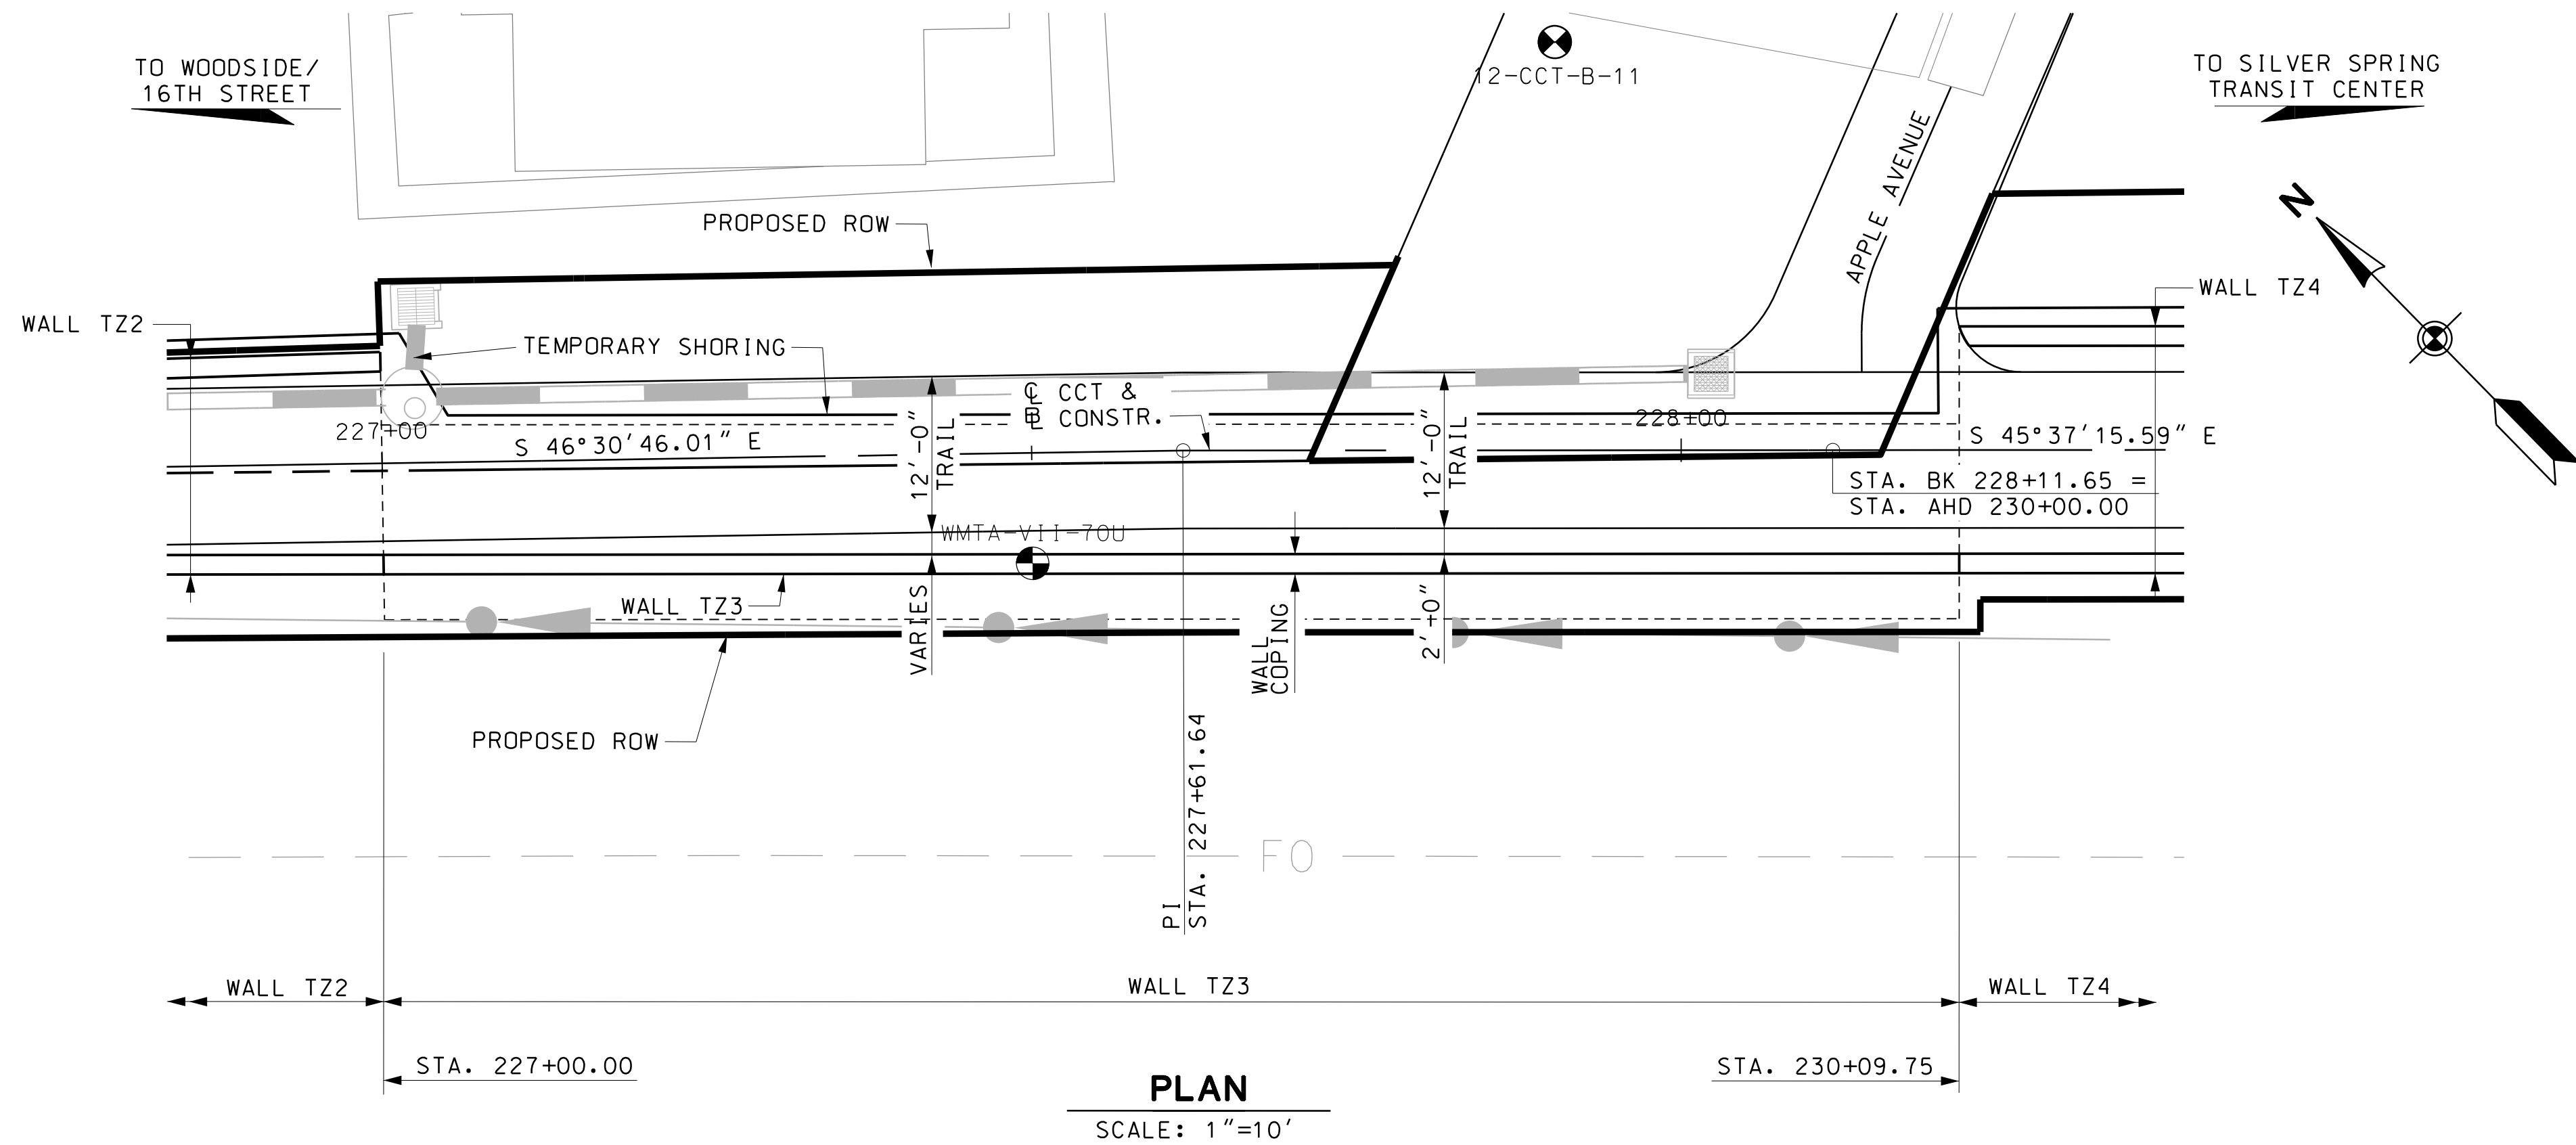 TO WOODSIDE/
16TH STREET
12-CCT-B-11
TO SILVER SPRING
TRANSIT CENTER
APPLE AVENUE
N
PROPOSED ROW
WALL TZ2
TEMPORARY SHORING
WALL TZ4
℄ CCT &
B CONSTR.
227+00
228+00
S 46°30'46.01" E
S 45°37'15.59" E
12'-0"
TRAIL
12'-0"
TRAIL
STA. BK 228+11.65 =
STA. AHD 230+00.00
WMTA-VII-70U
WALL TZ3
VARIES
WALL
COPING
2'-0"
PROPOSED ROW
PI
STA. 227+61.64
FO
WALL TZ2
WALL TZ3
WALL TZ4
STA. 227+00.00
STA. 230+09.75
PLAN
SCALE: 1"=10'